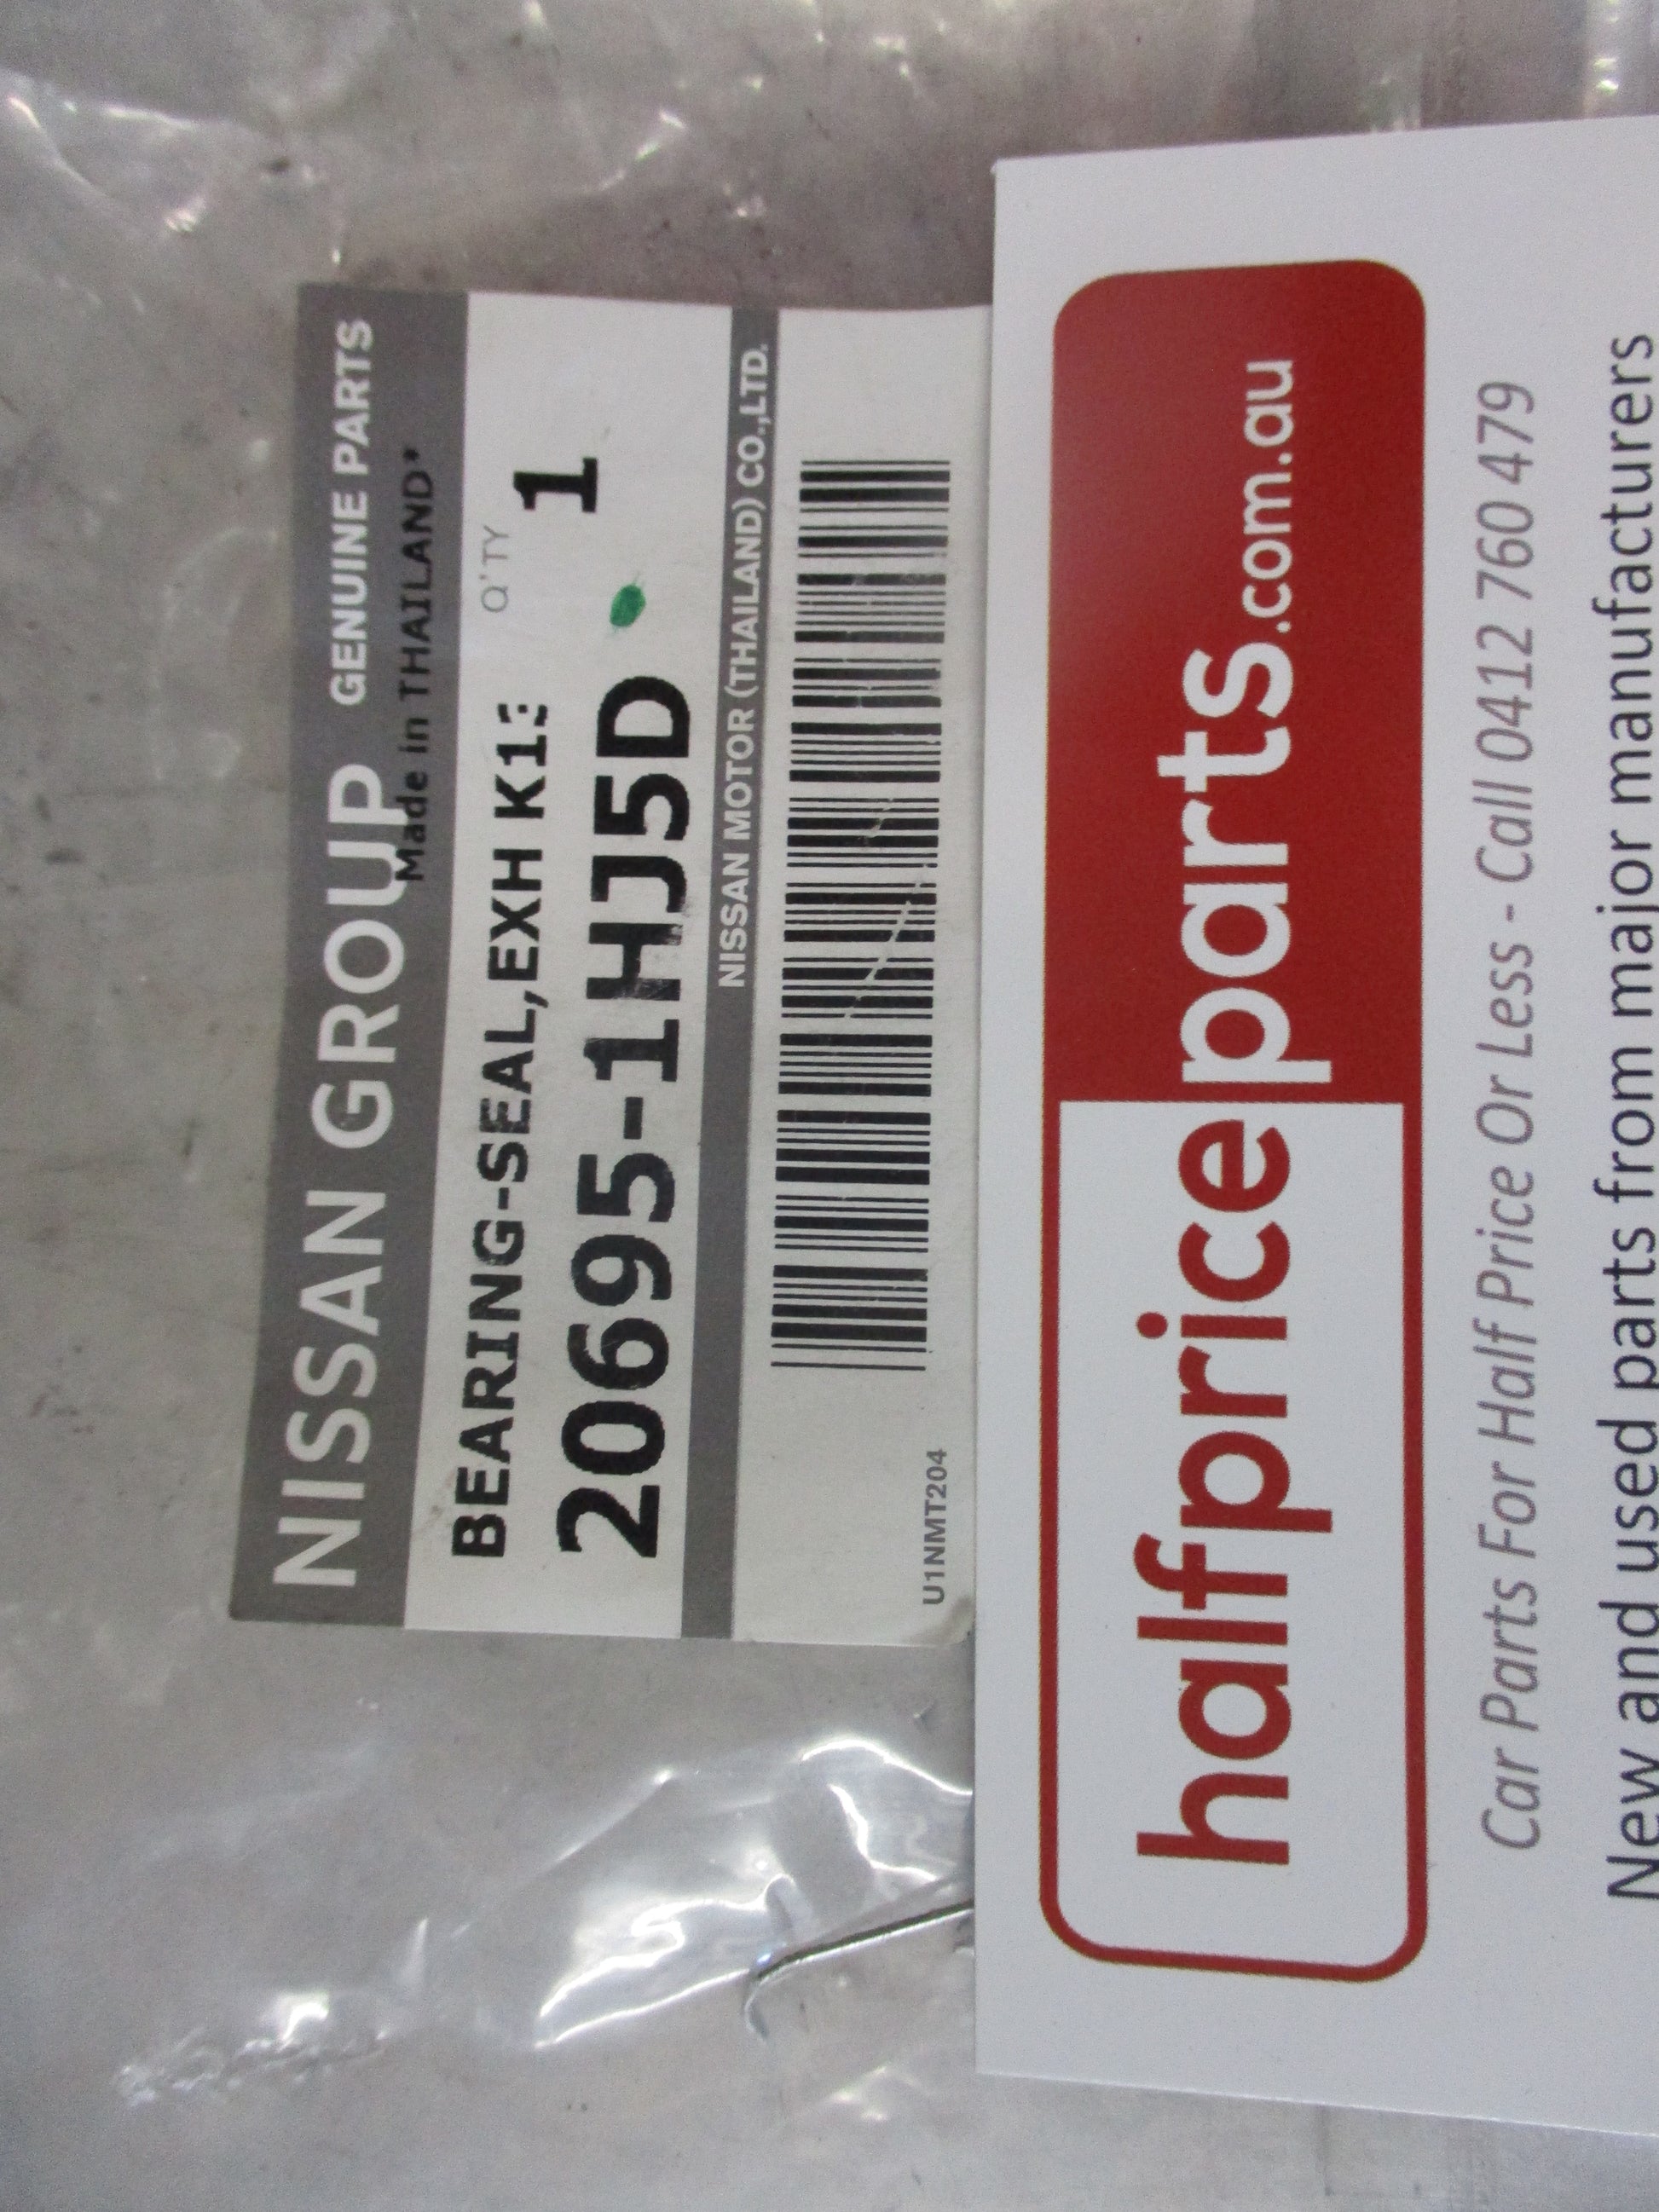 NISSAN GROUP GENUINE PARTS
Made in THAILAND*
BEARING-SEAL,EXH Q'TY
20695-1HJ5D 1
NISSAN MOTOR (THAILAND) CO.,LTD.
U1NMT204
halfpriceparts.com.au
Car Parts For Half Price Or Less - Call 0412 760 479
New and used parts from major manufacturers